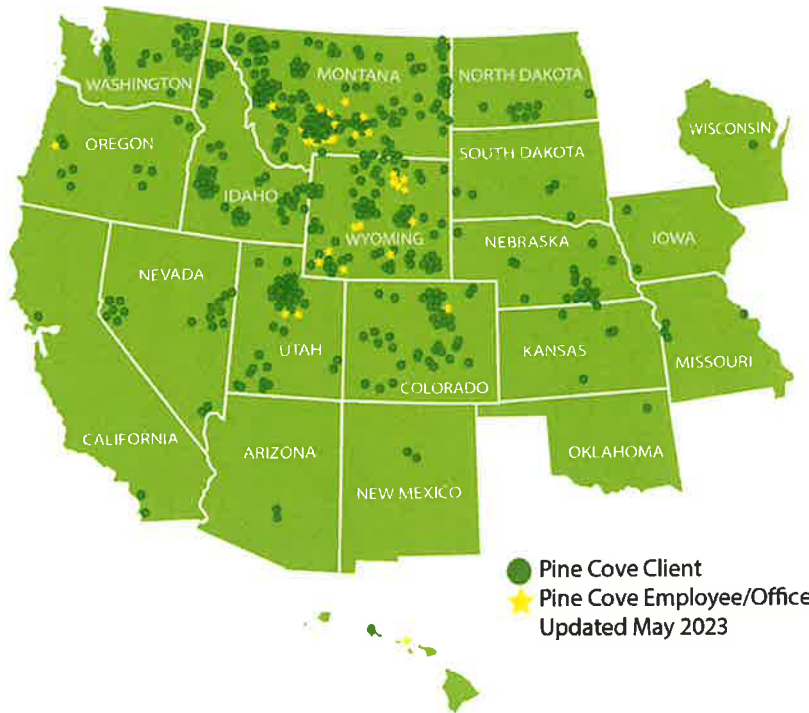 WASHINGTON
MONTANA
NORTH DAKOTA
OREGON
IDAHO
WISCONSIN
SOUTH DAKOTA
WYOMING
NEBRASKA
IOWA
NEVADA
UTAH
COLORADO
KANSAS
MISSOURI
CALIFORNIA
ARIZONA
NEW MEXICO
OKLAHOMA
Pine Cove Client
Pine Cove Employee/Office
Updated May 2023